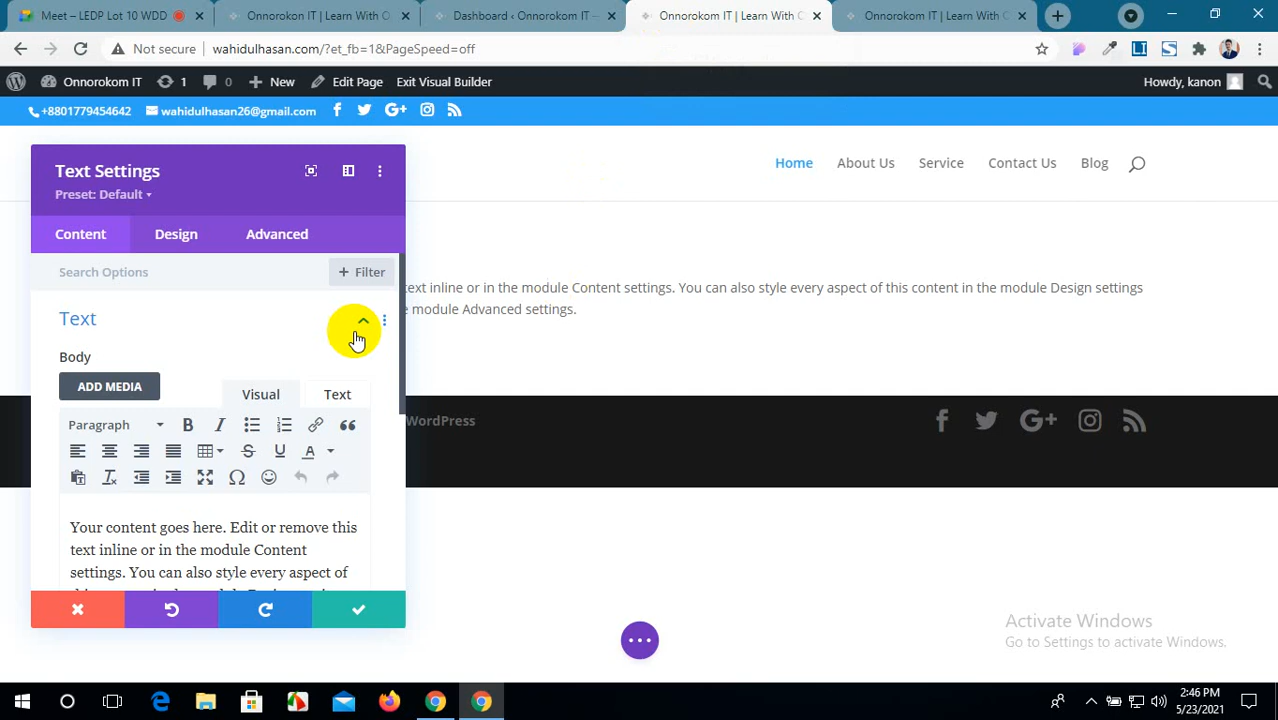 Meet – LEDP Lot 10 WDD
Onnorokon IT | Learn With O
Dashboard ‹ Onnorokom IT —
Onnorokom IT | Learn With O
Onnorokom IT | Learn With O
Not secure
wahidulhasan.com/?et_fb=1&PageSpeed=off
Onnorokom IT
1
0
New
Edit Page
Exit Visual Builder
Howdy, kanon
+8801779454642
wahidulhasan26@gmail.com
Text Settings
Preset: Default
Home
About Us
Service
Contact Us
Blog
Content
Design
Advanced
Search Options
+ Filter
text inline or in the module Content settings. You can also style every aspect of this content in the module Design settings
e module Advanced settings.
Text
Body
ADD MEDIA
Visual
Text
Paragraph
B
I
S
U
A
WordPress
Your content goes here. Edit or remove this
text inline or in the module Content
settings. You can also style every aspect of
Activate Windows
Go to Settings to activate Windows.
2:46 PM
5/23/2021